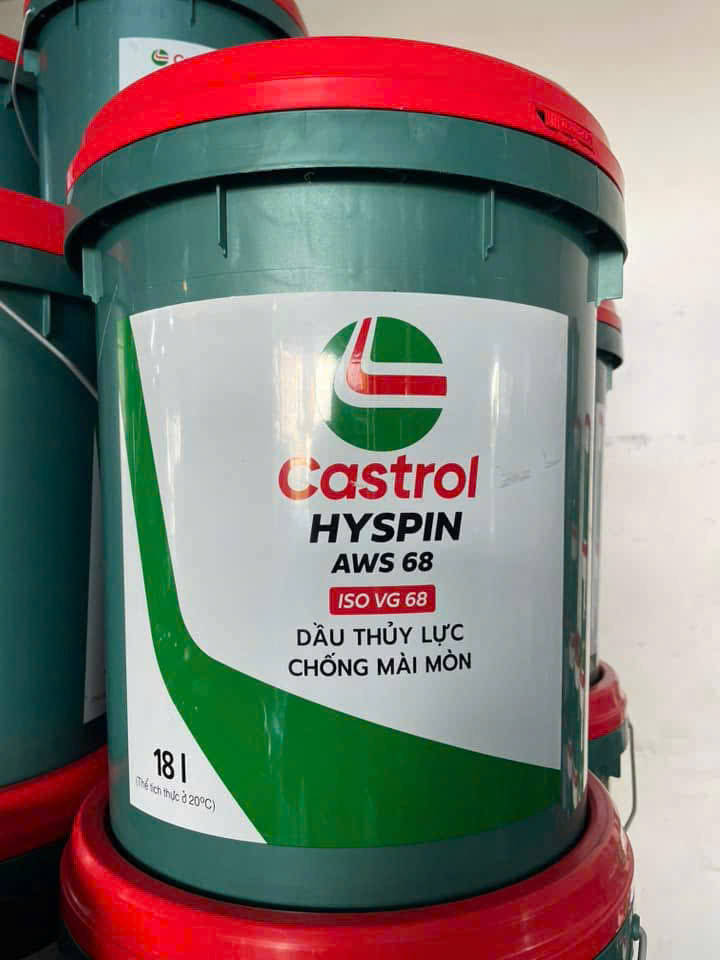 Castrol
HYSPIN
AWS 68
ISO VG 68
DẦU THỦY LỰC
CHỐNG MÀI MÒN
18 l
(Thể tích thực ở 20°C)